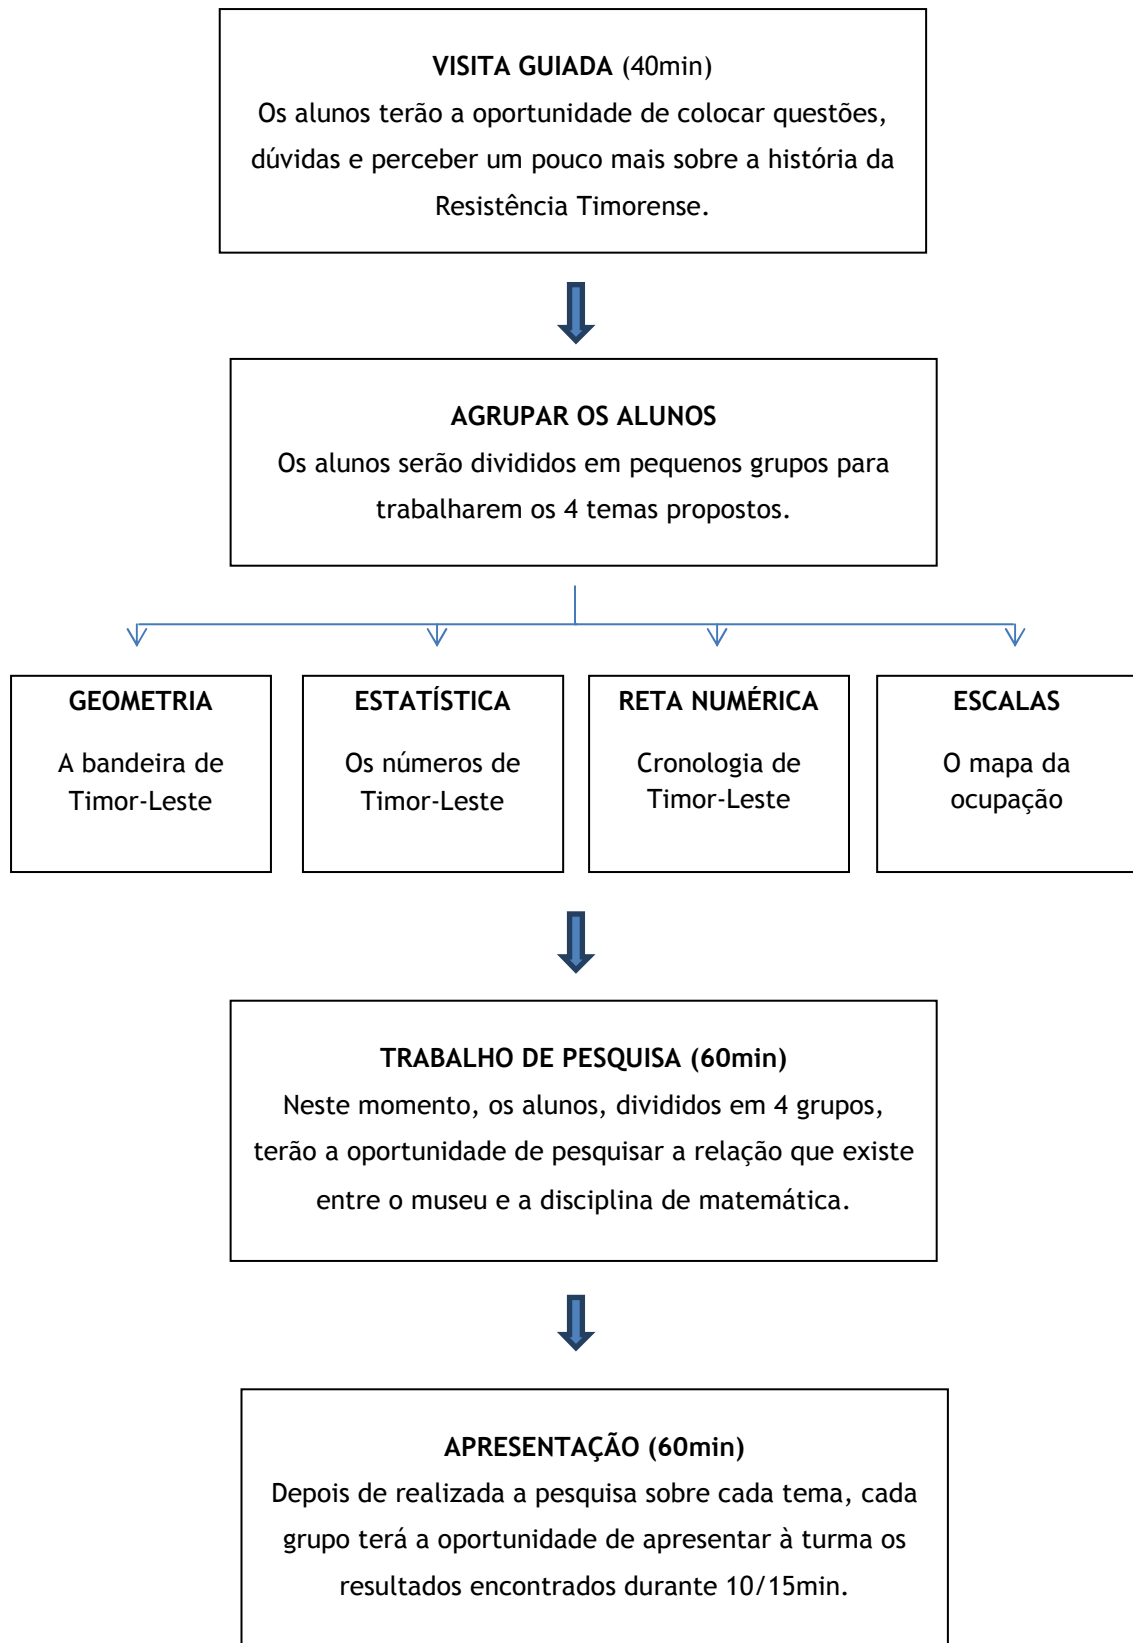 VISITA GUIADA (40min)
Os alunos terão a oportunidade de colocar questões,
dúvidas e perceber um pouco mais sobre a história da
Resistência Timorense.
AGRUPAR OS ALUNOS
Os alunos serão divididos em pequenos grupos para
trabalharem os 4 temas propostos.
GEOMETRIA
A bandeira de
Timor-Leste
ESTATÍSTICA
Os números de
Timor-Leste
RETA NUMÉRICA
Cronologia de
Timor-Leste
ESCALAS
O mapa da
ocupação
TRABALHO DE PESQUISA (60min)
Neste momento, os alunos, divididos em 4 grupos,
terão a oportunidade de pesquisar a relação que existe
entre o museu e a disciplina de matemática.
APRESENTAÇÃO (60min)
Depois de realizada a pesquisa sobre cada tema, cada
grupo terá a oportunidade de apresentar à turma os
resultados encontrados durante 10/15min.